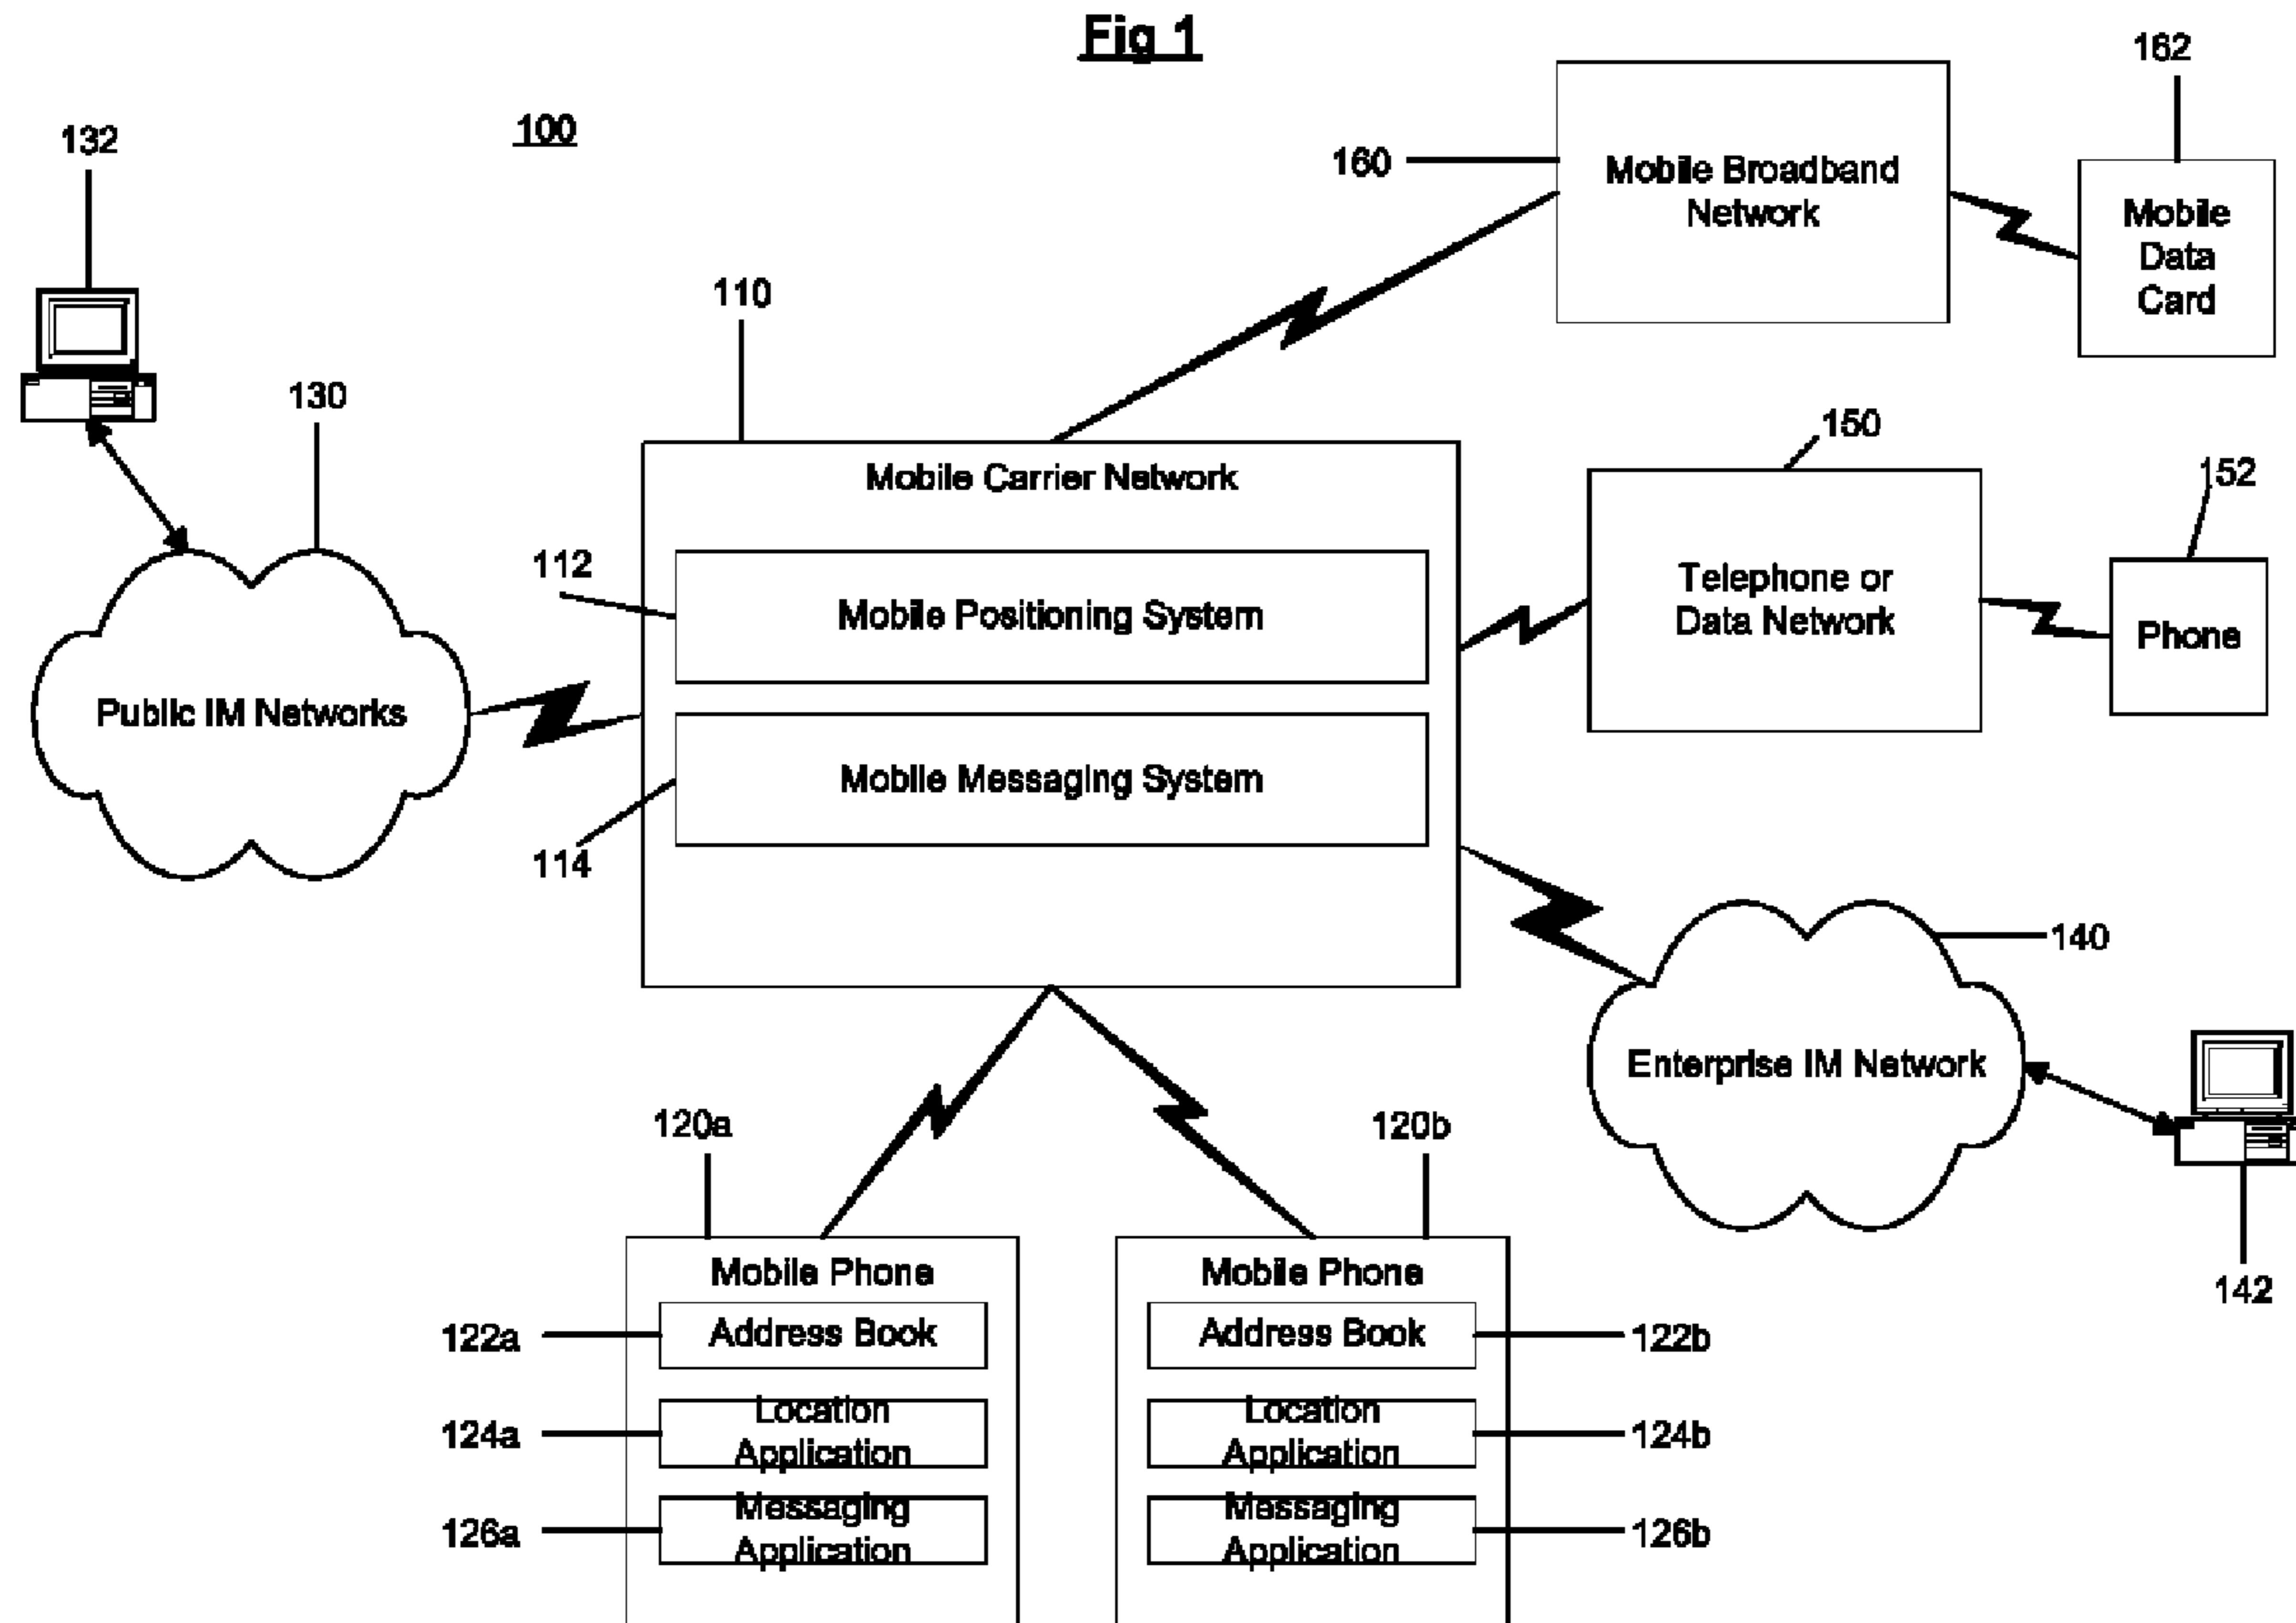 Fig 1
100
132
130
110
Mobile Carrier Network
112
Mobile Positioning System
114
Mobile Messaging System
Public IM Networks
160
Mobile Broadband
Network
162
Mobile
Data
Card
150
Telephone or
Data Network
152
Phone
140
Enterprise IM Network
142
120a
Mobile Phone
122a
Address Book
124a
Location
Application
126a
Messaging
Application
120b
Mobile Phone
Address Book
122b
Location
Application
124b
Messaging
Application
126b